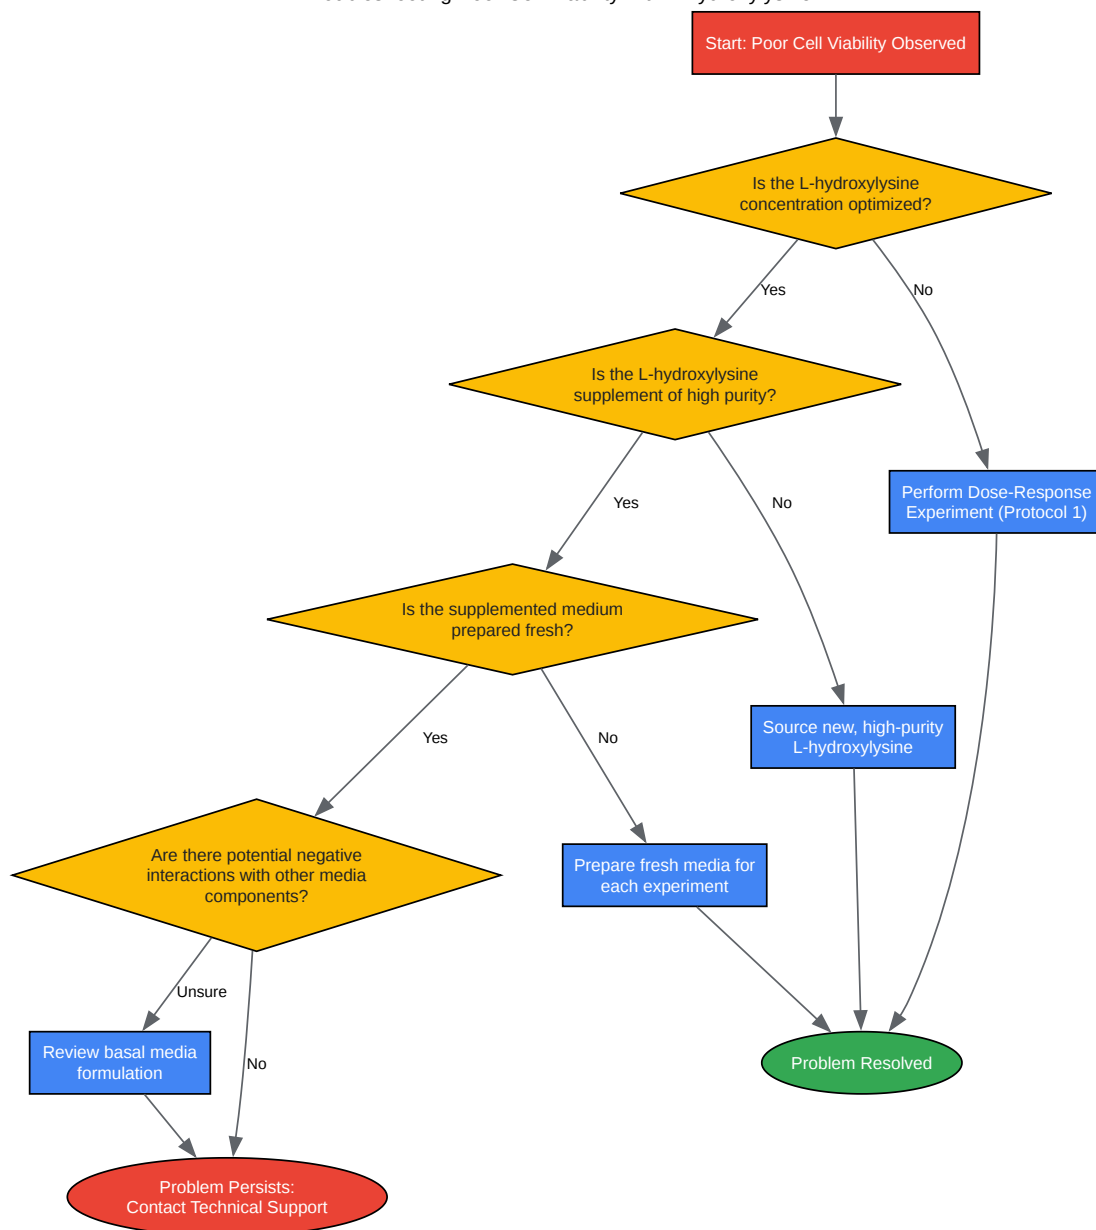 Start: Poor Cell Viability Observed
Is the L-hydroxylysine
concentration optimized?
Yes
No
Is the L-hydroxylysine
supplement of high purity?
Perform Dose-Response
Experiment (Protocol 1)
Yes
No
Is the supplemented medium
prepared fresh?
Source new, high-purity
L-hydroxylysine
Yes
No
Are there potential negative
interactions with other media
components?
Prepare fresh media for
each experiment
Unsure
No
Review basal media
formulation
Problem Resolved
Problem Persists:
Contact Technical Support